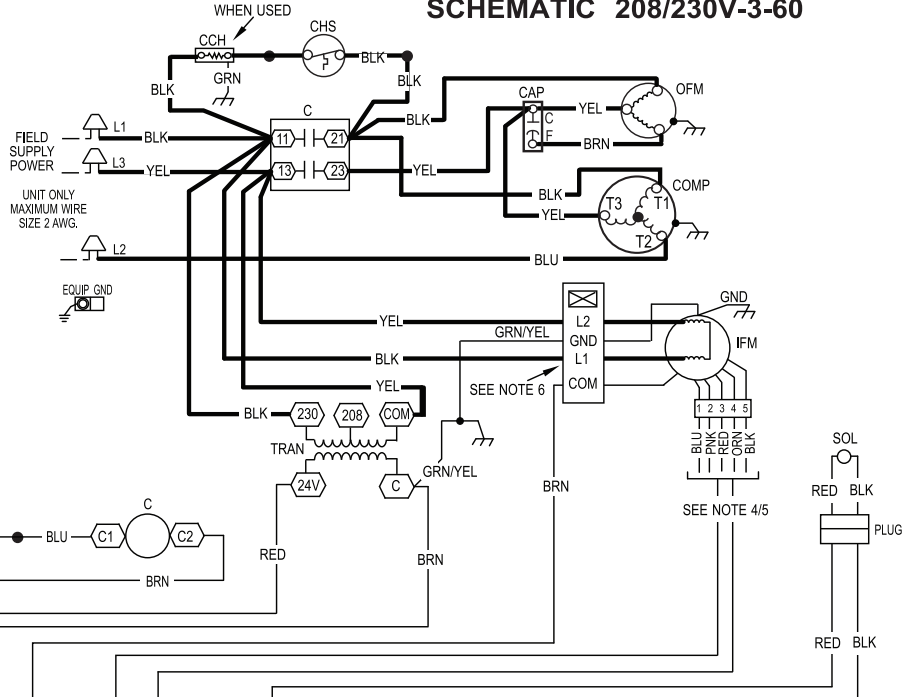 SCHEMATIC 208/230V-3-60
WHEN USED
CCH
CHS
BLK
GRN
BLK
BLK
CAP
OFM
C
BLK
YEL
C
F
BRN
FIELD
SUPPLY
POWER
L1
BLK
11
21
L3
YEL
13
23
YEL
UNIT ONLY
MAXIMUM WIRE
SIZE 2 AWG.
BLK
COMP
YEL
T3
T1
T2
L2
BLU
EQUIP GND
GND
YEL
GRN/YEL
L2
GND
L1
COM
IFM
BLK
SEE NOTE 6
YEL
BLK
230
208
COM
1 2 3 4 5
BLU
PNK
RED
ORN
BLK
TRAN
24V
C
GRN/YEL
BRN
SEE NOTE 4/5
SOL
RED BLK
PLUG
C
BLU
C1
C2
RED
BRN
BRN
RED BLK